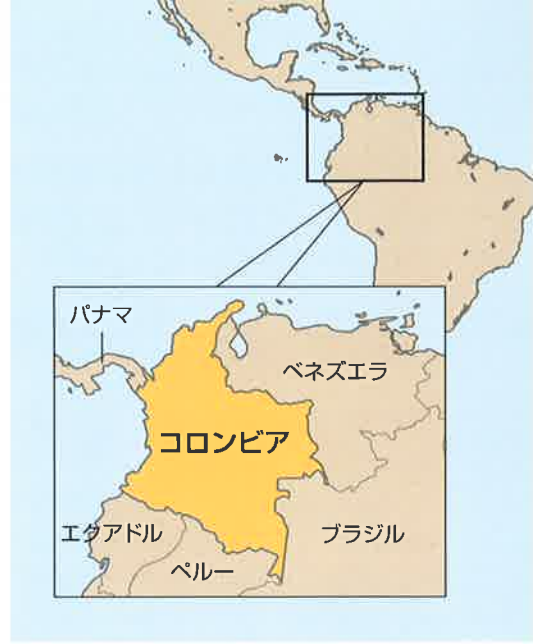 パナマ
ベネズエラ
コロンビア
エクアドル
ブラジル
ペルー